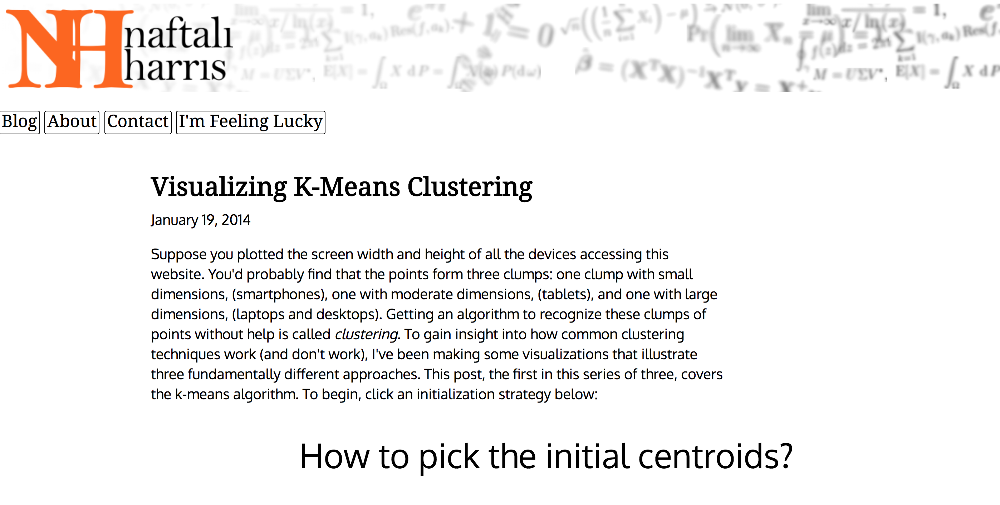 naftali
harris
Blog About Contact I'm Feeling Lucky
Visualizing K-Means Clustering
January 19, 2014
Suppose you plotted the screen width and height of all the devices accessing this
website. You'd probably find that the points form three clumps: one clump with small
dimensions, (smartphones), one with moderate dimensions, (tablets), and one with large
dimensions, (laptops and desktops). Getting an algorithm to recognize these clumps of
points without help is called clustering. To gain insight into how common clustering
techniques work (and don't work), I've been making some visualizations that illustrate
three fundamentally different approaches. This post, the first in this series of three, covers
the k-means algorithm. To begin, click an initialization strategy below:
How to pick the initial centroids?